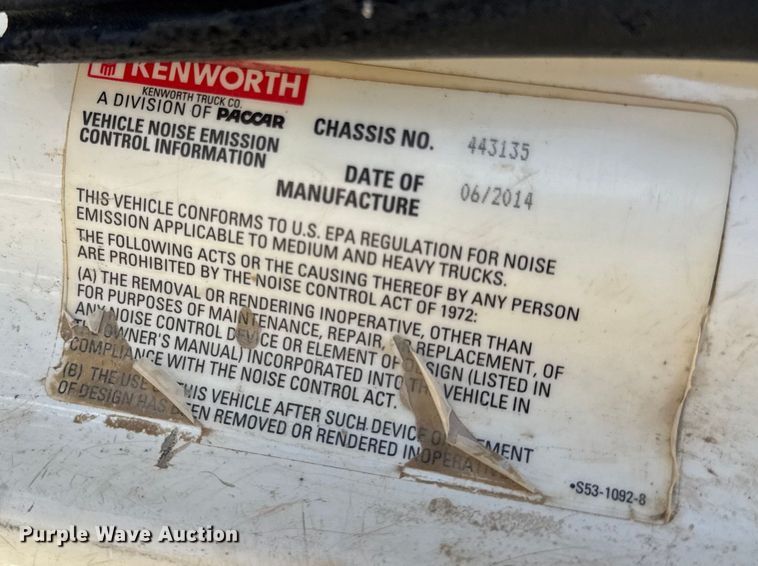 KENWORTH
KENWORTH TRUCK CO.
A DIVISION OF PACCAR
VEHICLE NOISE EMISSION
CONTROL INFORMATION
CHASSIS NO. 443135
DATE OF
MANUFACTURE 06/2014
THIS VEHICLE CONFORMS TO U.S. EPA REGULATION FOR NOISE
EMISSION APPLICABLE TO MEDIUM AND HEAVY TRUCKS.
THE FOLLOWING ACTS OR THE CAUSING THEREOF BY ANY PERSON
ARE PROHIBITED BY THE NOISE CONTROL ACT OF 1972:
(A) THE REMOVAL OR RENDERING INOPERATIVE, OTHER THAN
FOR PURPOSES OF MAINTENANCE, REPAIR, OR REPLACEMENT, OF
ANY NOISE CONTROL DEVICE OR ELEMENT OF DESIGN (LISTED IN
OWNER'S MANUAL) INCORPORATED INTO THE VEHICLE IN
COMPLIANCE WITH THE NOISE CONTROL ACT.
(B) THE USE THIS VEHICLE AFTER SUCH DEVICE
OF DESIGN HAS BEEN REMOVED OR RENDERED INOPERATIVE
•S53-1092-8
Purple Wave Auction